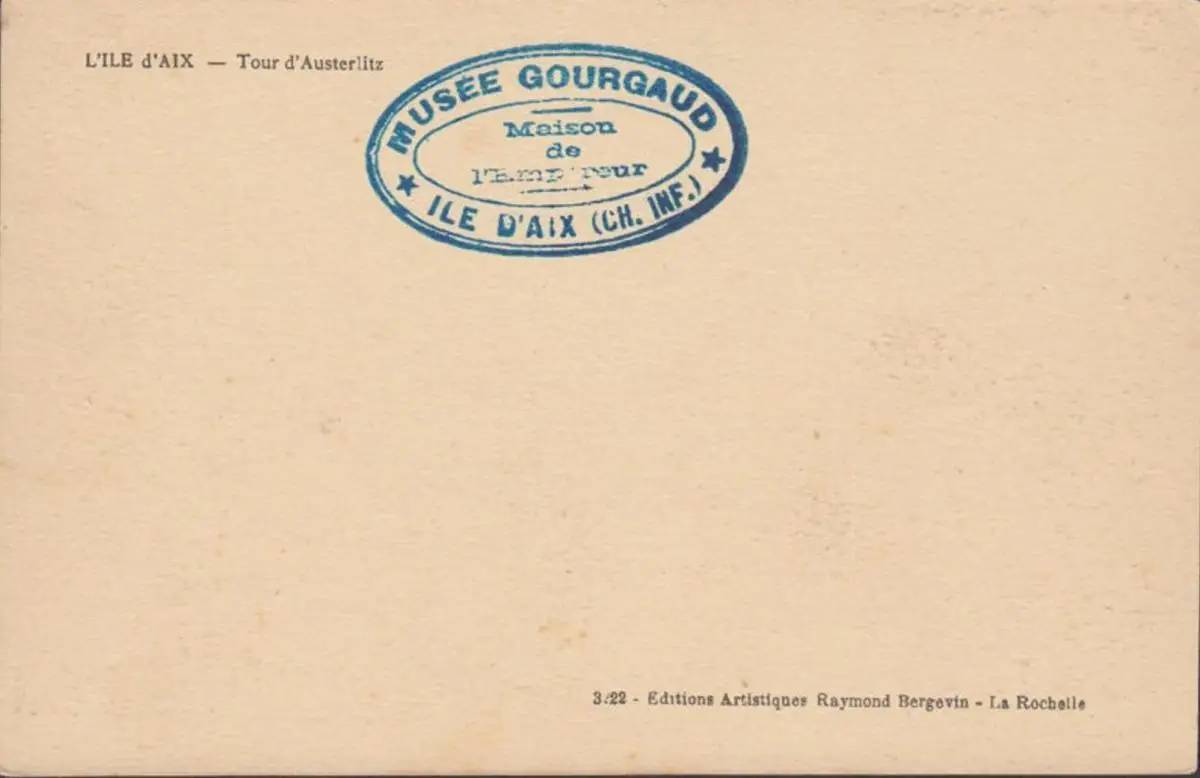 L'ILE d'AIX — Tour d'Austerlitz
MUSÉE GOURGAUD
Maison
de
l'Empereur
ILE D'AIX (CH. INF.)
3.22 - Editions Artistiques Raymond Bergevin - La Rochelle